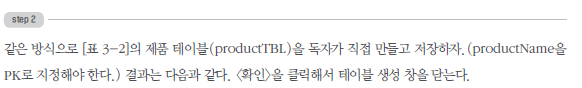 step 2
같은 방식으로 [표 3-2]의 제품 테이블(productTBL)을 독자가 직접 만들고 저장하자. (productName을
PK로 지정해야 한다.) 결과는 다음과 같다. <확인>을 클릭해서 테이블 생성 창을 닫는다.